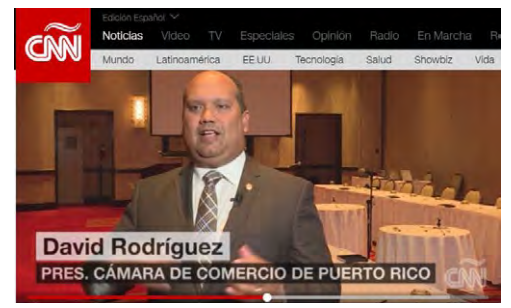 Edición Español
CNN
Noticias Video TV Especiales Opinión Radio En Marcha
Mundo Latinoamérica EE.UU. Tecnología Salud Showbiz Vida
David Rodríguez
PRES. CÁMARA DE COMERCIO DE PUERTO RICO
CNN